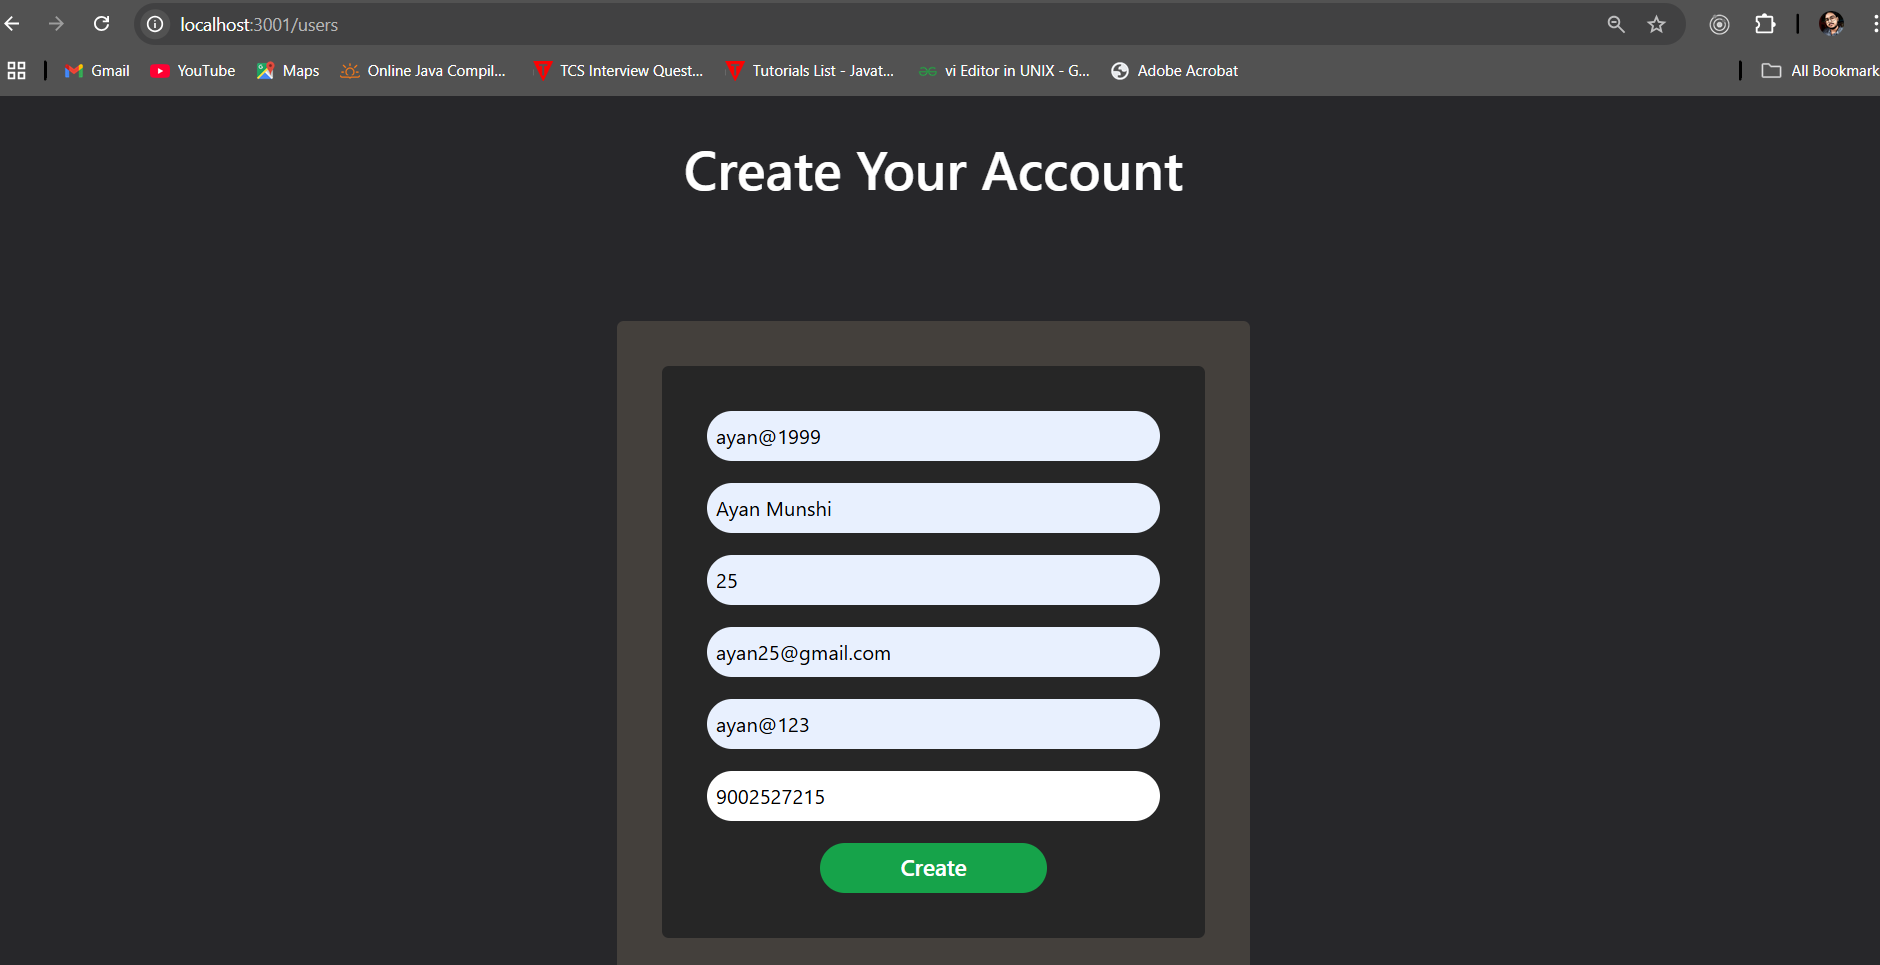 localhost:3001/users
Gmail YouTube Maps Online Java Compil... TCS Interview Quest... Tutorials List - Javat... vi Editor in UNIX - G... Adobe Acrobat All Bookmark
Create Your Account
ayan@1999
Ayan Munshi
25
ayan25@gmail.com
ayan@123
9002527215
Create